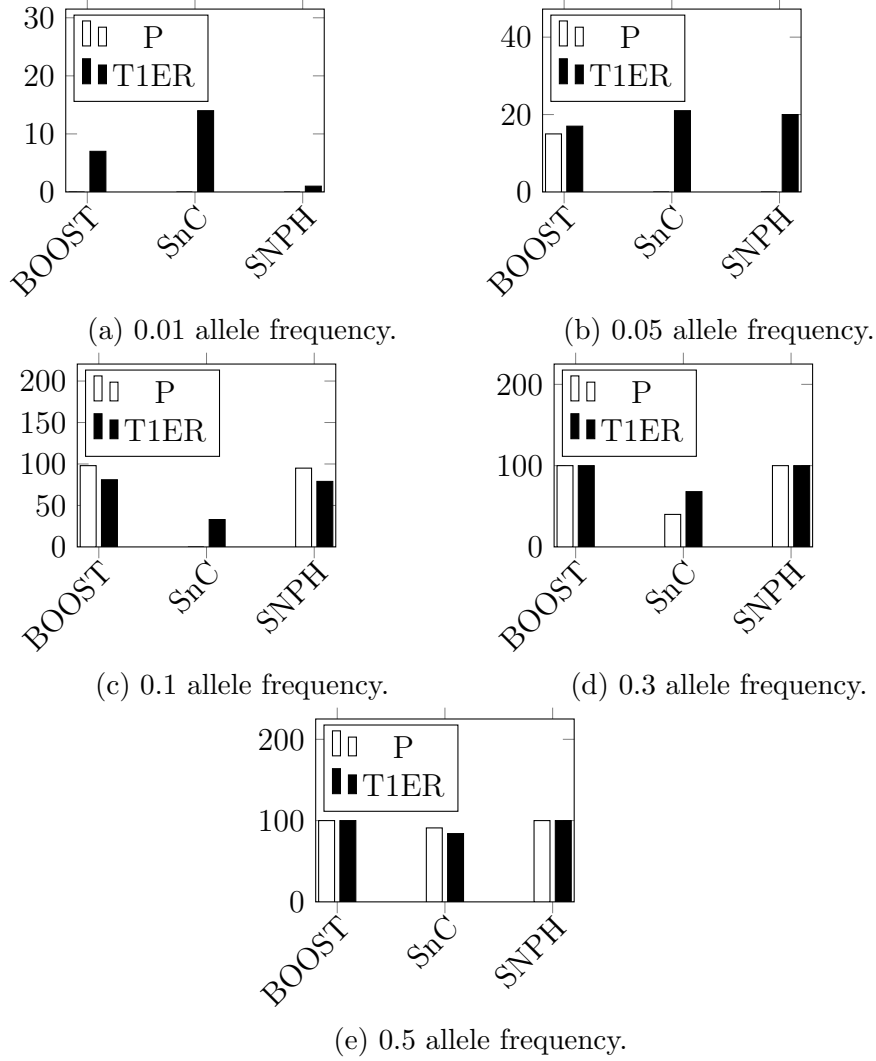 30
20
10
0
P
T1ER
BOOST
SnC
SNPH
(a) 0.01 allele frequency.
40
20
0
P
T1ER
BOOST
SnC
SNPH
(b) 0.05 allele frequency.
200
150
100
50
0
P
T1ER
BOOST
SnC
SNPH
(c) 0.1 allele frequency.
200
100
0
P
T1ER
BOOST
SnC
SNPH
(d) 0.3 allele frequency.
200
100
0
P
T1ER
BOOST
SnC
SNPH
(e) 0.5 allele frequency.